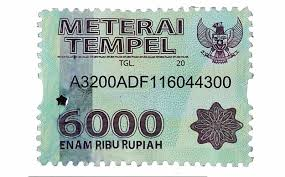 METERAI
TEMPEL
TGL. 20
A3200ADF116044300
6000
ENAM RIBU RUPIAH